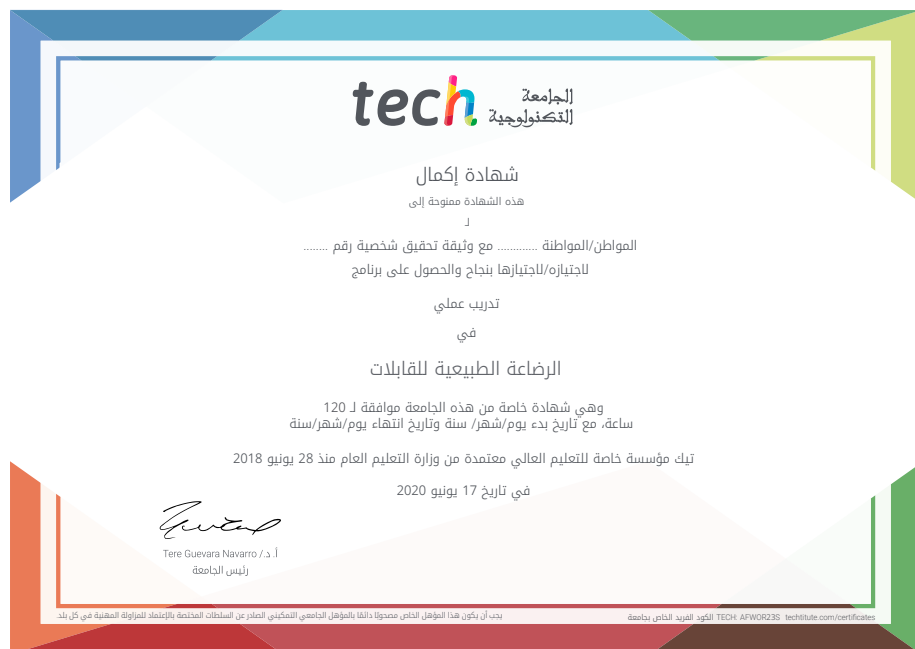 tech الجامعة
التكنولوجية
شهادة إكمال
هذه الشهادة ممنوحة إلى
لـ
المواطن/المواطنة ............. مع وثيقة تحقيق شخصية رقم ........
لاجتيازه/لاجتيازها بنجاح والحصول على برنامج
تدريب عملي
في
الرضاعة الطبيعية للقابلات
وهي شهادة خاصة من هذه الجامعة موافقة لـ 120
ساعة، مع تاريخ بدء يوم/شهر/ سنة وتاريخ انتهاء يوم/شهر/سنة
تيك مؤسسة خاصة للتعليم العالي معتمدة من وزارة التعليم العام منذ 28 يونيو 2018
في تاريخ 17 يونيو 2020
أ. د./ Tere Guevara Navarro
رئيس الجامعة
يجب أن يكون هذا المؤهل الخاص مصحوبًا دائمًا بالمؤهل الجامعي التمكيني الصادر عن السلطات المختصة بالإعتماد للمزاولة المهنية في كل بلد.
الكود الفريد الخاص بجامعة TECH: AFWOR23S techtitute.com/certificates